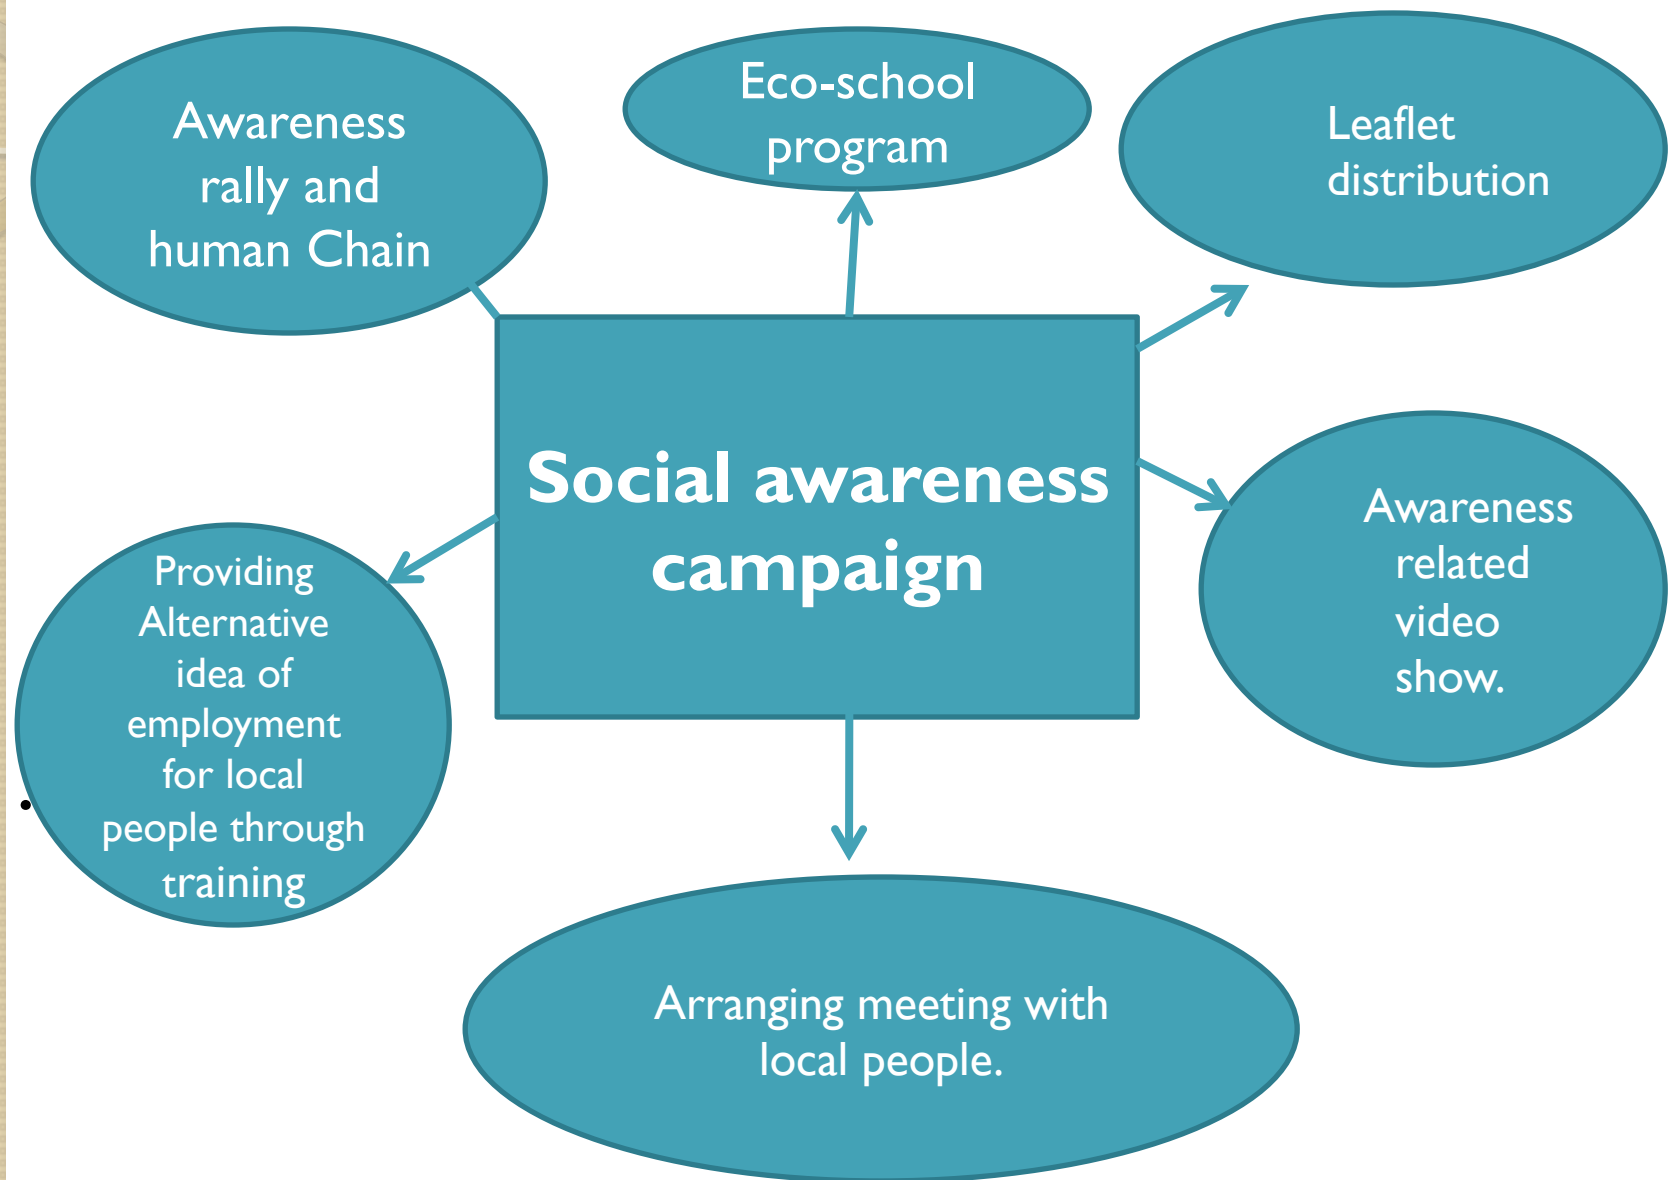 Awareness
rally and
human Chain
Eco-school
program
Leaflet
distribution
Social awareness
campaign
Awareness
related
video
show.
Providing
Alternative
idea of
employment
for local
people through
training
Arranging meeting with
local people.